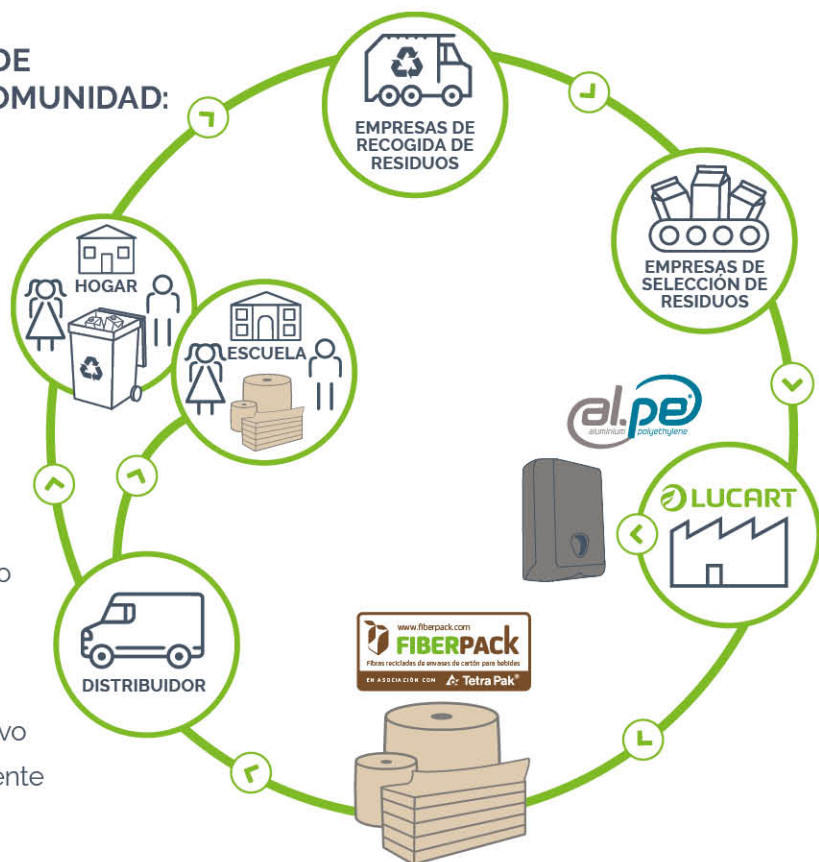 DE
OMUNIDAD:
EMPRESAS DE
RECOGIDA DE
RESIDUOS
EMPRESAS DE
SELECCIÓN DE
RESIDUOS
HOGAR
ESCUELA
al.pe®
aluminium polyethylene
LUCART
o
DISTRIBUIDOR
www.fiberpack.com
FIBERPACK
Fibras recicladas de envases de cartón para bebidas
EN ASOCIACIÓN CON Tetra Pak®
vo
ente